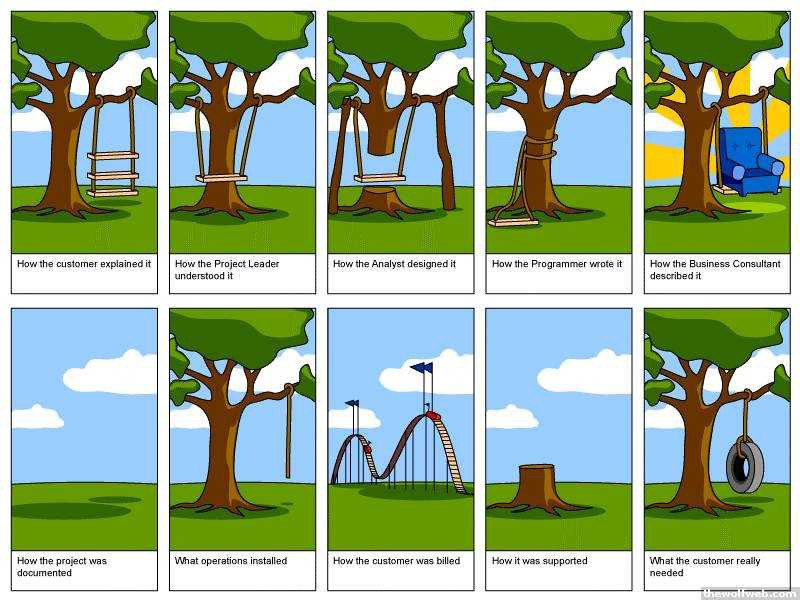 How the customer explained it
How the Project Leader
understood it
How the Analyst designed it
How the Programmer wrote it
How the Business Consultant
described it
How the project was
documented
What operations installed
How the customer was billed
How it was supported
What the customer really
needed
thewolfweb.com